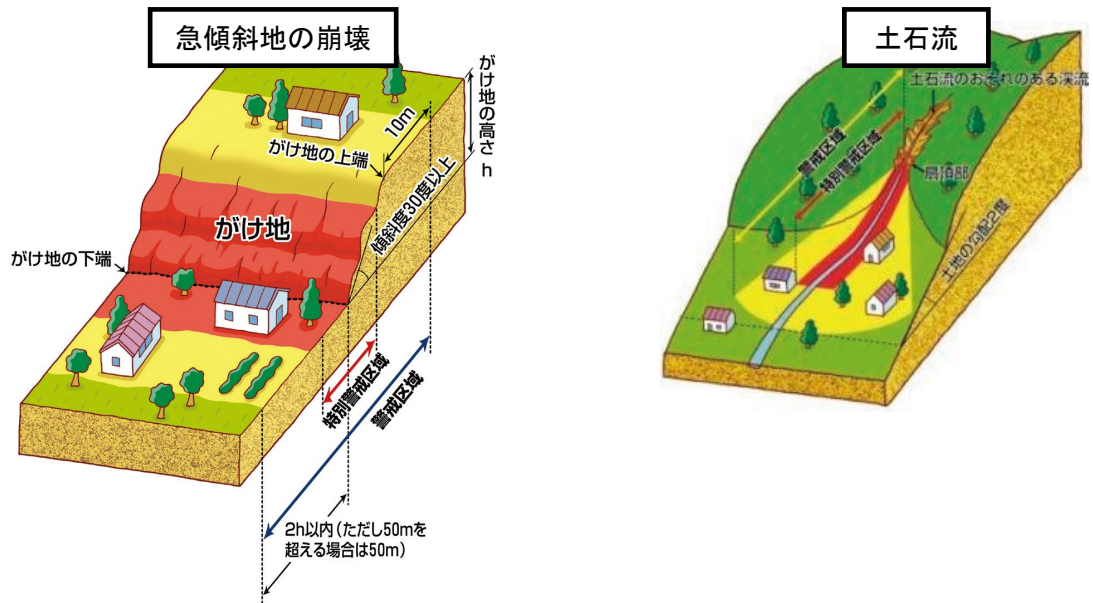 急傾斜地の崩壊
がけ地の高さ h
10m
がけ地の上端
傾斜度30度以上
がけ地
がけ地の下端
特別警戒区域
警戒区域
2h以内(ただし50mを
超える場合は50m)
土石流
土石流のおそれのある渓流
警戒区域
特別警戒区域
扇頂部
土地の勾配2度